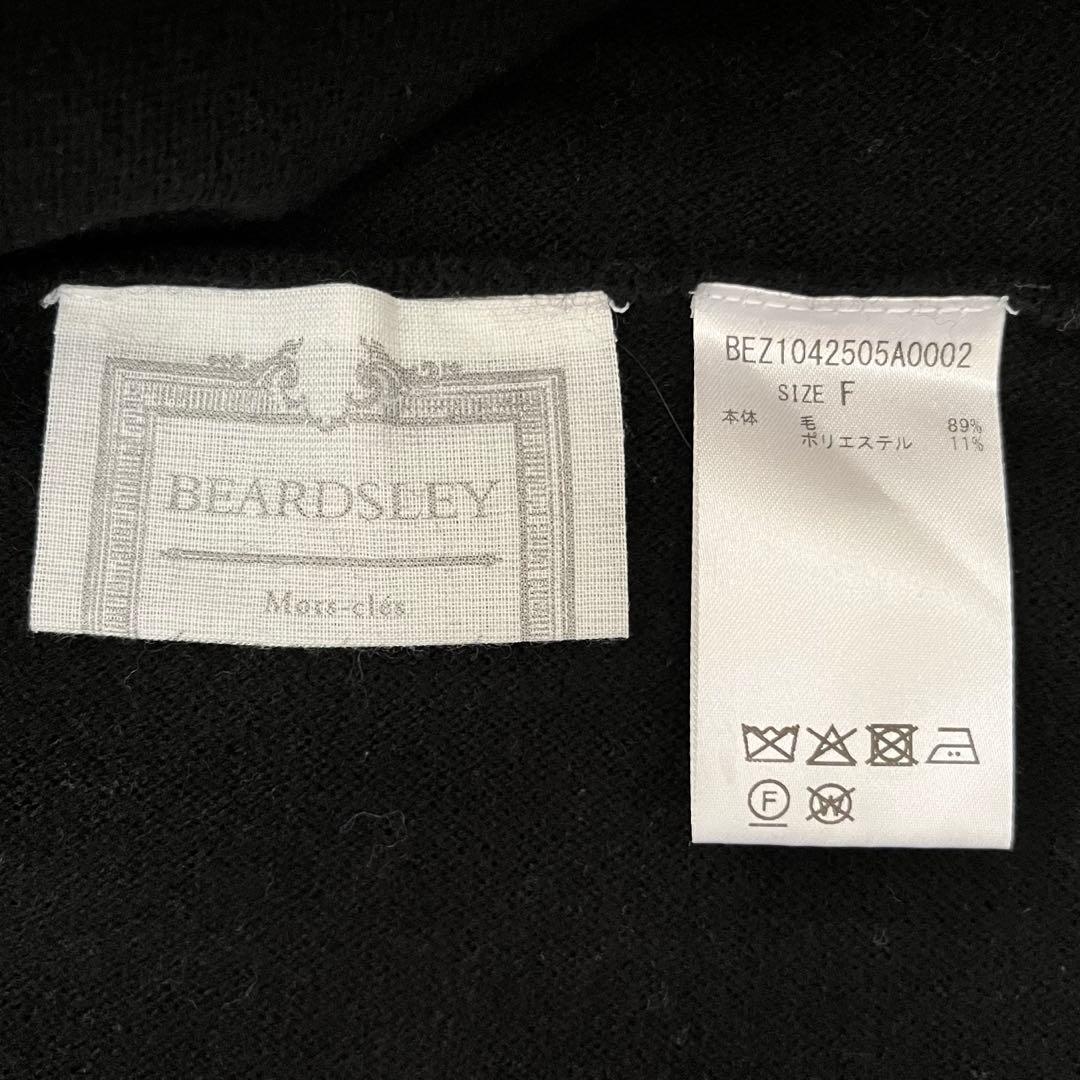 BEARDSLEY
Mots-clés
BEZ1042505A0002
SIZE F
本体 毛 89%
ポリエステル 11%
F
W